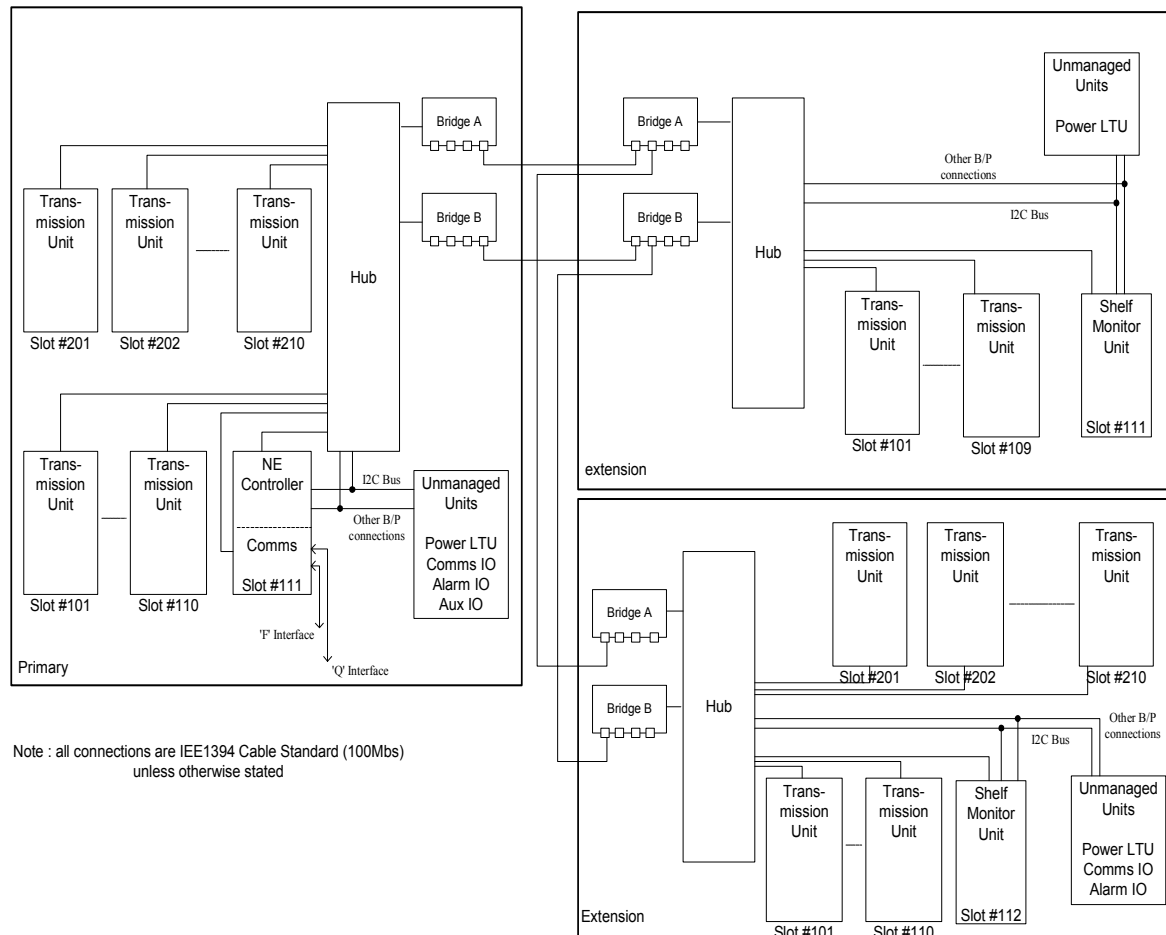 Bridge A
Bridge B
Hub
Trans-
mission
Unit
Slot #201
Trans-
mission
Unit
Slot #202
Trans-
mission
Unit
Slot #210
Trans-
mission
Unit
Slot #101
Trans-
mission
Unit
Slot #110
NE
Controller
Comms
Slot #111
I2C Bus
Other B/P
connections
Unmanaged
Units
Power LTU
Comms IO
Alarm IO
Aux IO
'F' Interface
'Q' Interface
Primary
Note : all connections are IEE1394 Cable Standard (100Mbs)
unless otherwise stated
Bridge A
Bridge B
Hub
Unmanaged
Units
Power LTU
Other B/P
connections
I2C Bus
Trans-
mission
Unit
Slot #101
Trans-
mission
Unit
Slot #109
Shelf
Monitor
Unit
Slot #111
extension
Bridge A
Bridge B
Hub
Trans-
mission
Unit
Slot #201
Trans-
mission
Unit
Slot #202
Trans-
mission
Unit
Slot #210
Other B/P
connections
I2C Bus
Trans-
mission
Unit
Slot #101
Trans-
mission
Unit
Slot #110
Shelf
Monitor
Unit
Slot #112
Unmanaged
Units
Power LTU
Comms IO
Alarm IO
Extension